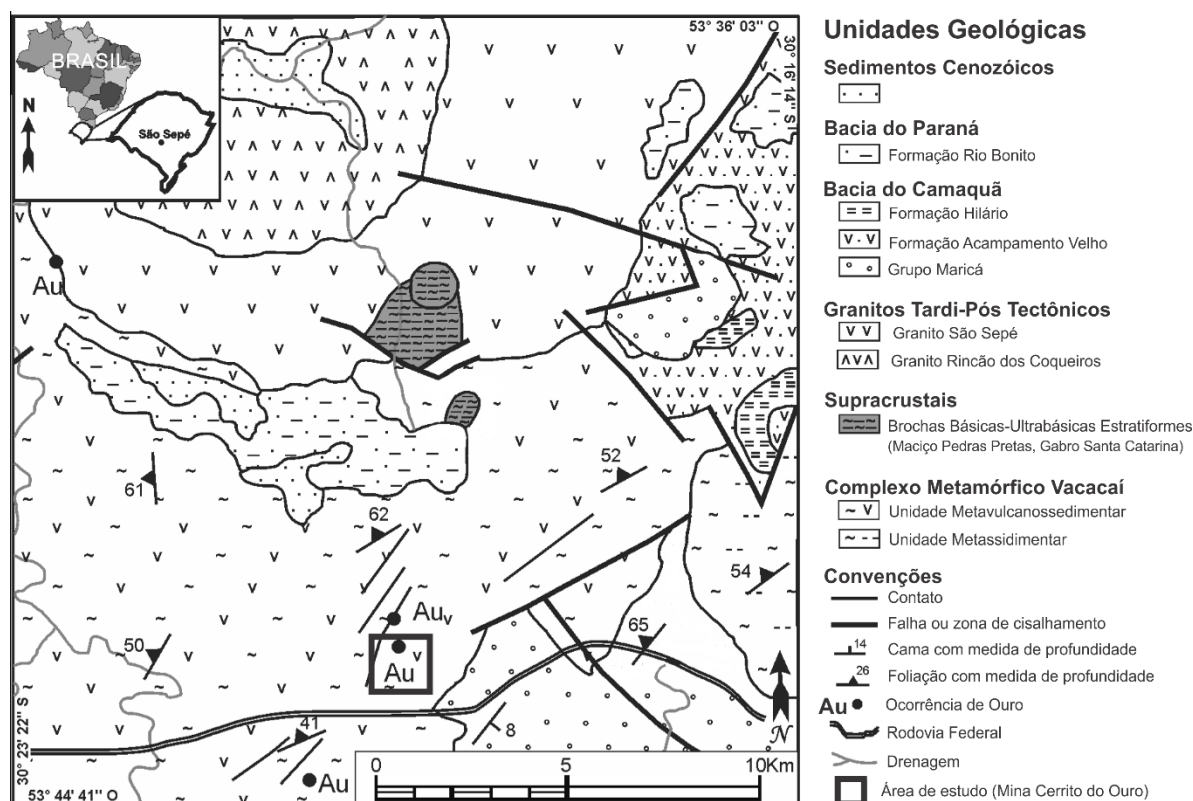 BRASIL
N
São Sepé
53° 36' 03'' O
30° 16' 14'' S
Au
61
62
52
54
Au
Au
50
65
41
8
Au
30° 23' 22'' S
53° 44' 41'' O
0 5 10Km
N
Unidades Geológicas
Sedimentos Cenozóicos
Bacia do Paraná
Formação Rio Bonito
Bacia do Camaquã
Formação Hilário
Formação Acampamento Velho
Grupo Maricá
Granitos Tardi-Pós Tectônicos
Granito São Sepé
Granito Rincão dos Coqueiros
Supracrustais
Brochas Básicas-Ultrabásicas Estratiformes
(Maciço Pedras Pretas, Gabro Santa Catarina)
Complexo Metamórfico Vacacaí
Unidade Metavulcanossedimentar
Unidade Metassidimentar
Convenções
Contato
Falha ou zona de cisalhamento
14 Cama com medida de profundidade
26 Foliação com medida de profundidade
Au Ocorrência de Ouro
Rodovia Federal
Drenagem
Área de estudo (Mina Cerrito do Ouro)